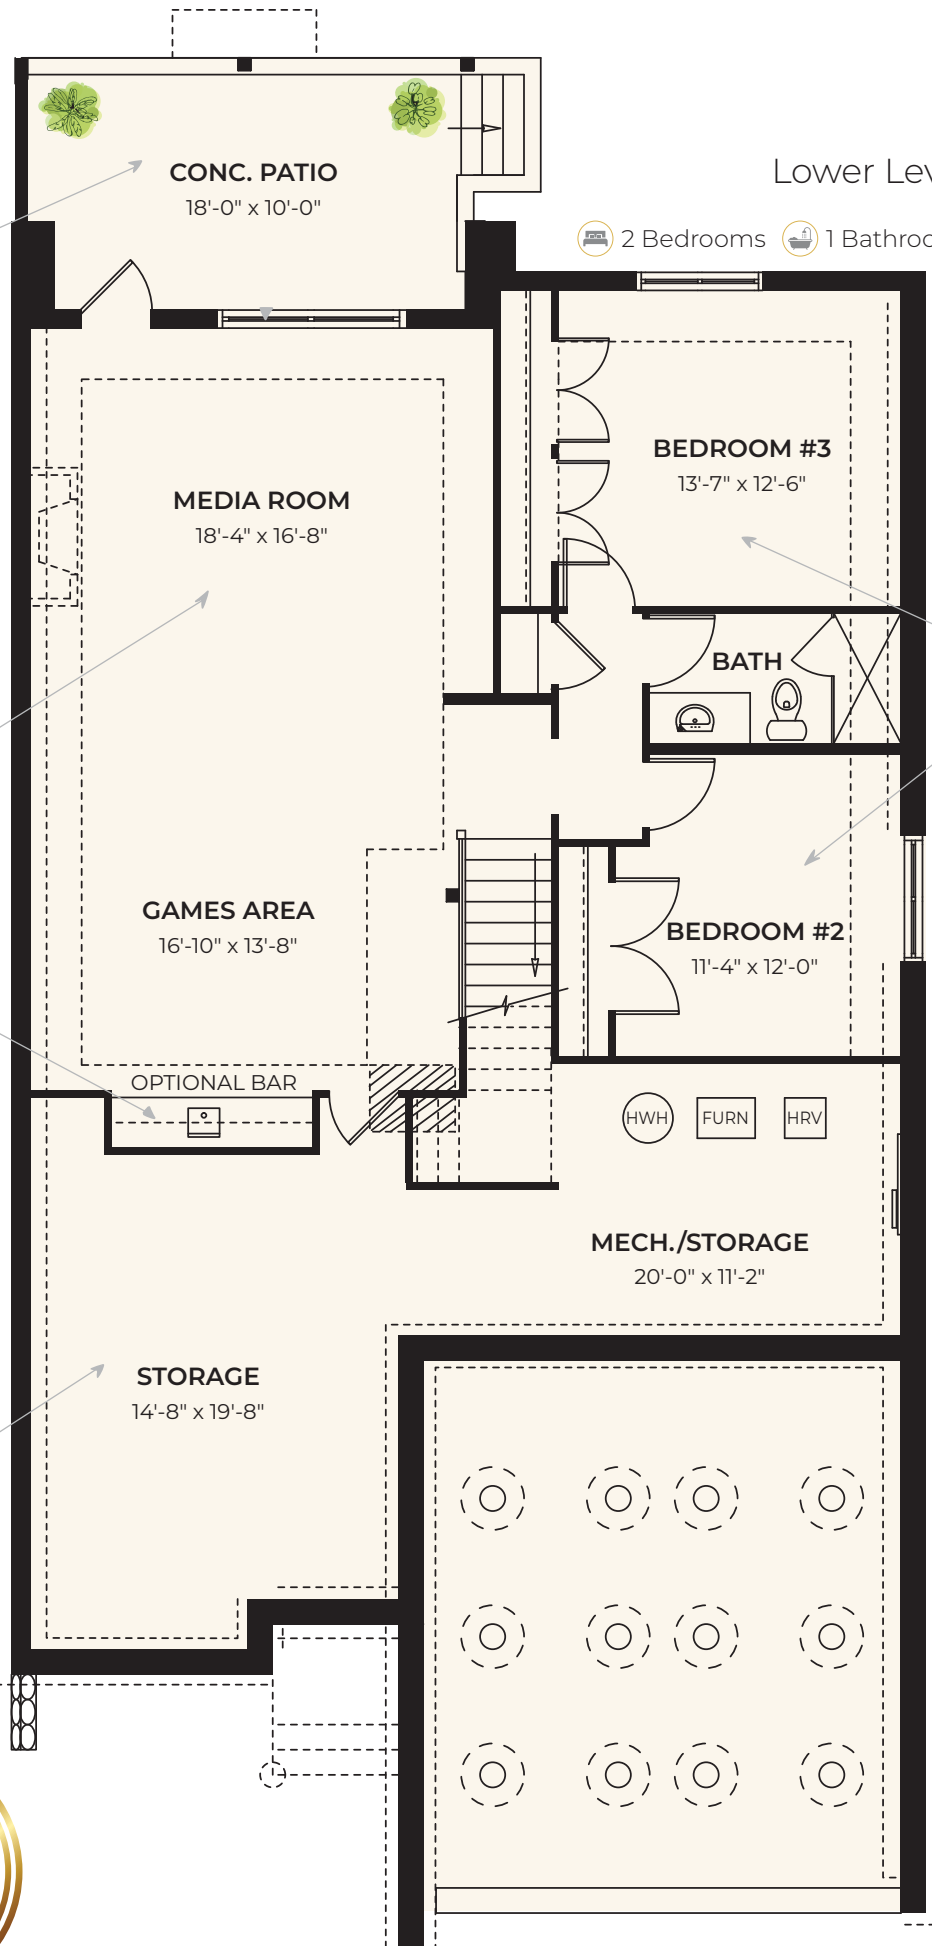 CONC. PATIO
18'-0" x 10'-0"
Lower
2 Bedrooms
1
MEDIA ROOM
18'-4" x 16'-8"
BEDROOM #3
13'-7" x 12'-6"
BATH
GAMES AREA
16'-10" x 13'-8"
BEDROOM #2
11'-4" x 12'-0"
OPTIONAL BAR
HWH
FURN
HRV
MECH./STORAGE
20'-0" x 11'-2"
STORAGE
14'-8" x 19'-8"